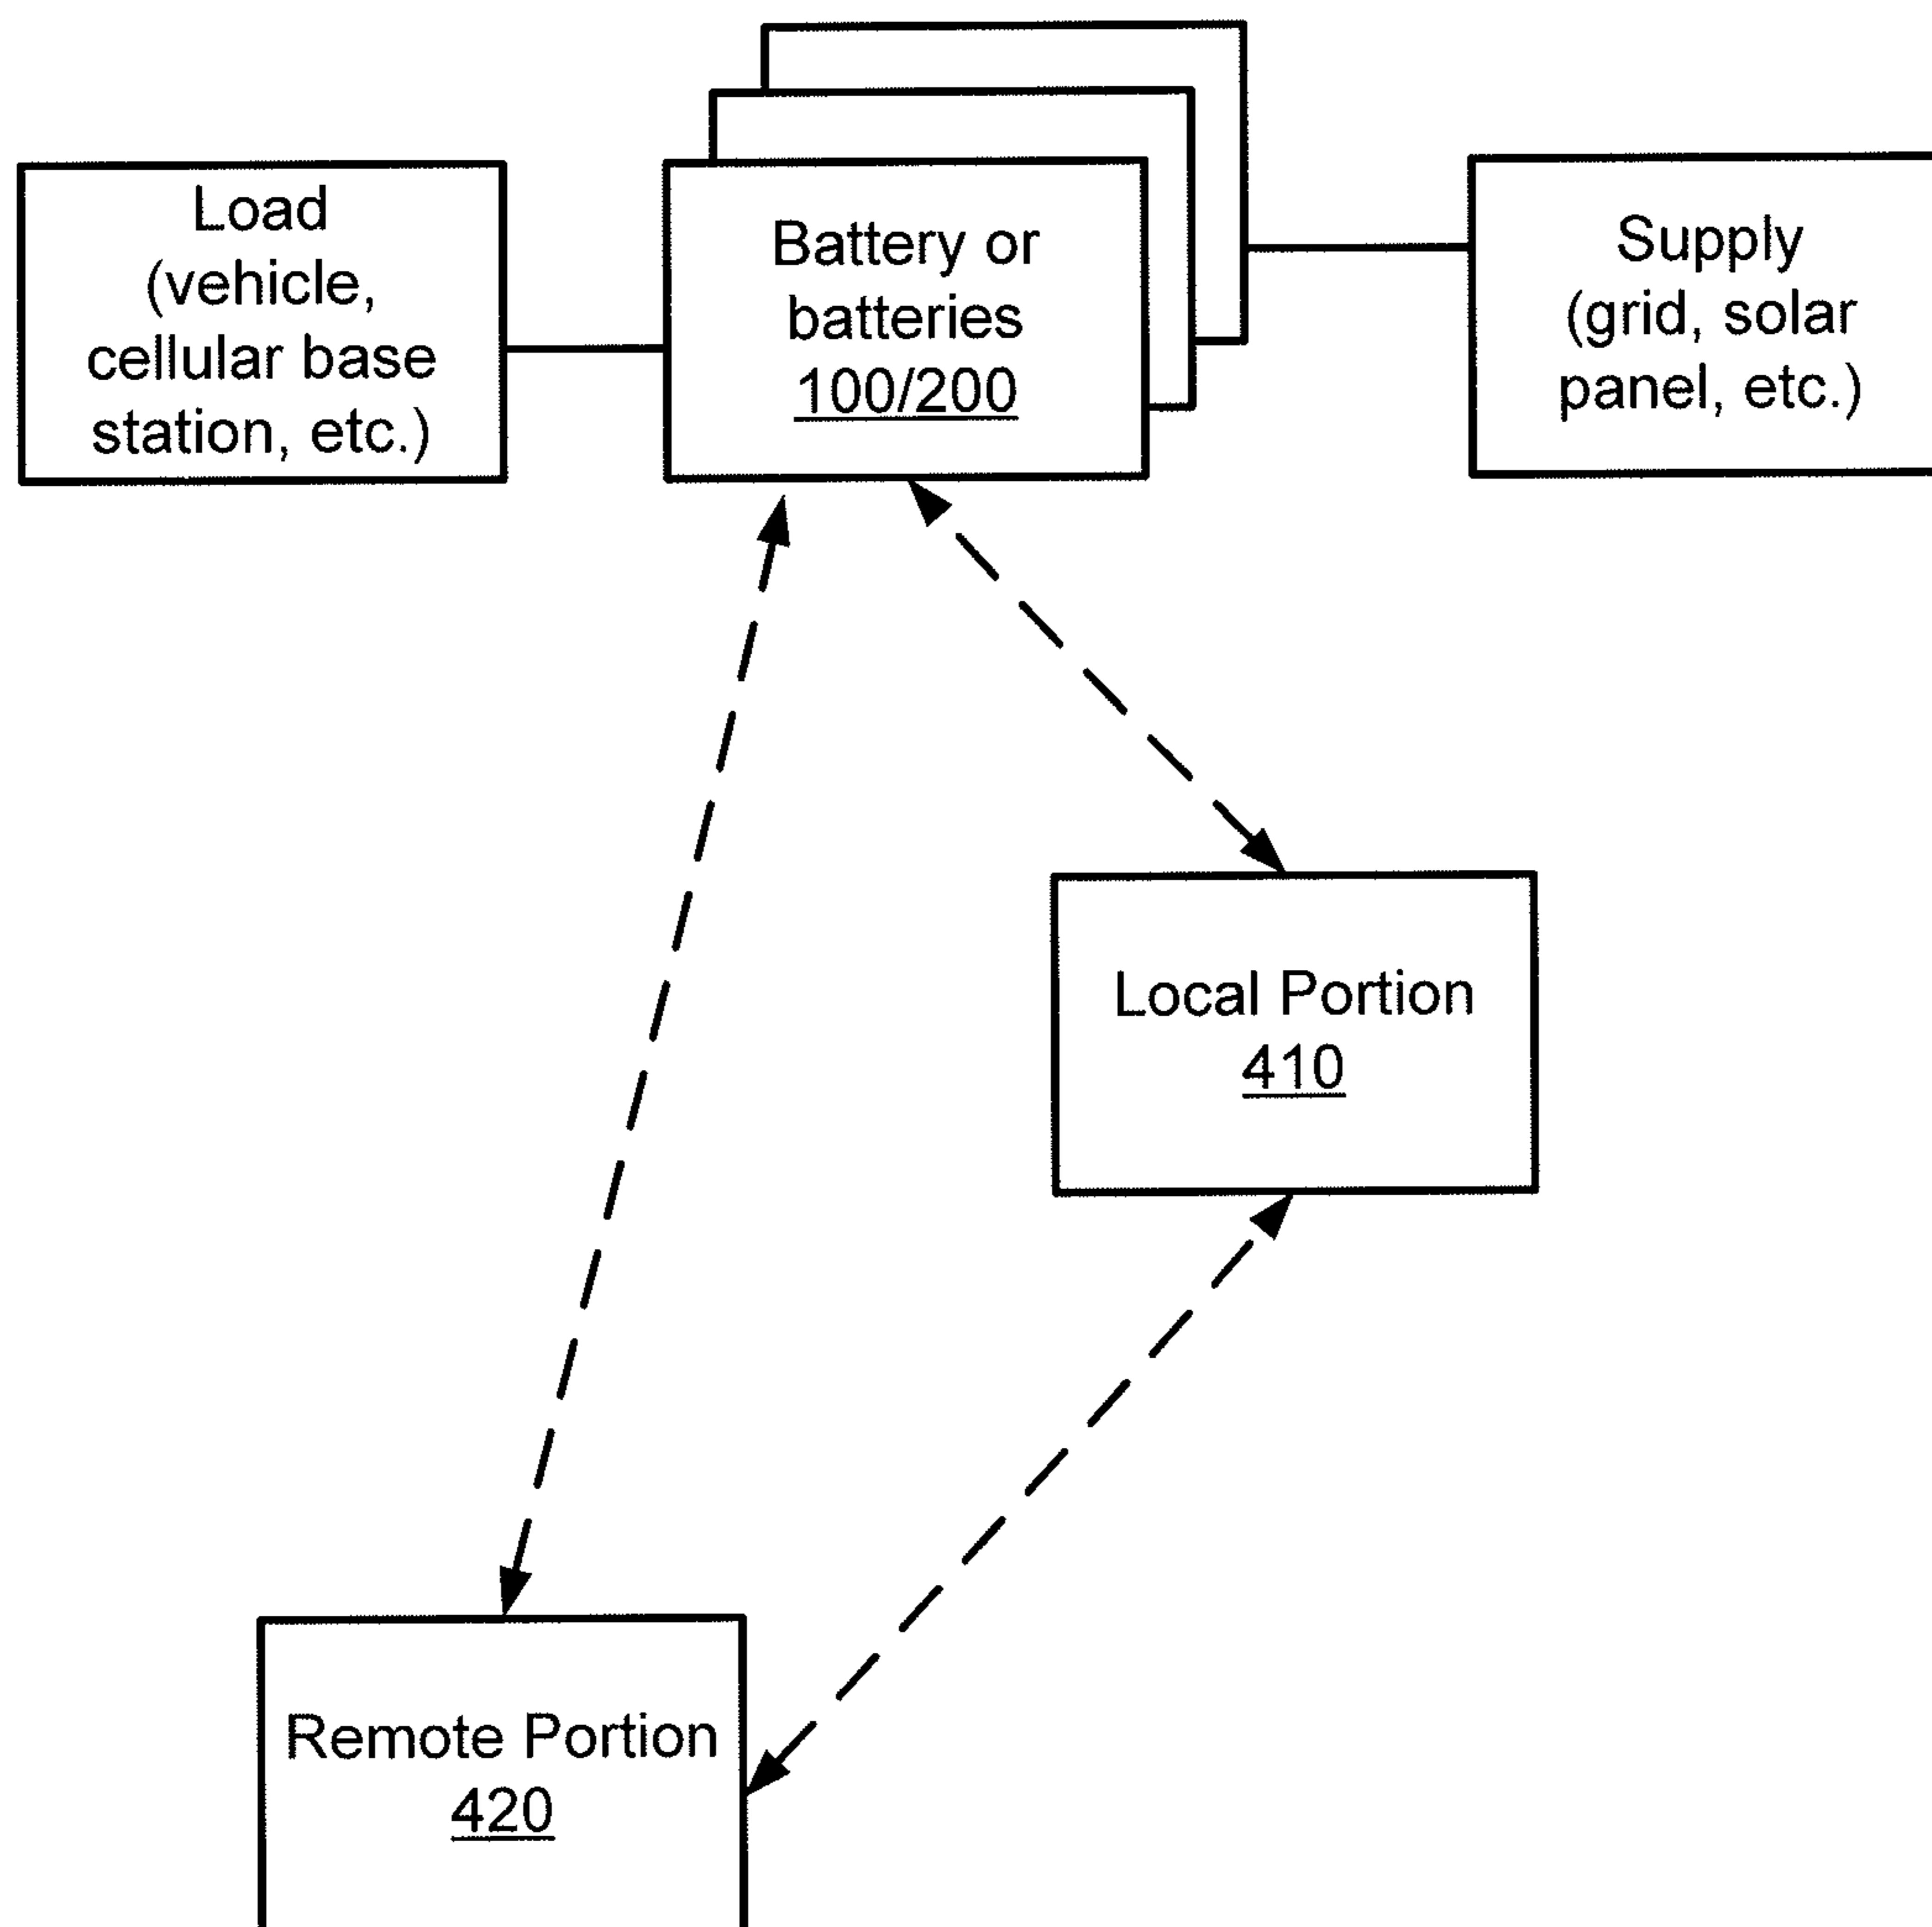 Load
(vehicle,
cellular base
station, etc.)
Battery or
batteries
100/200
Supply
(grid, solar
panel, etc.)
Local Portion
410
Remote Portion
420